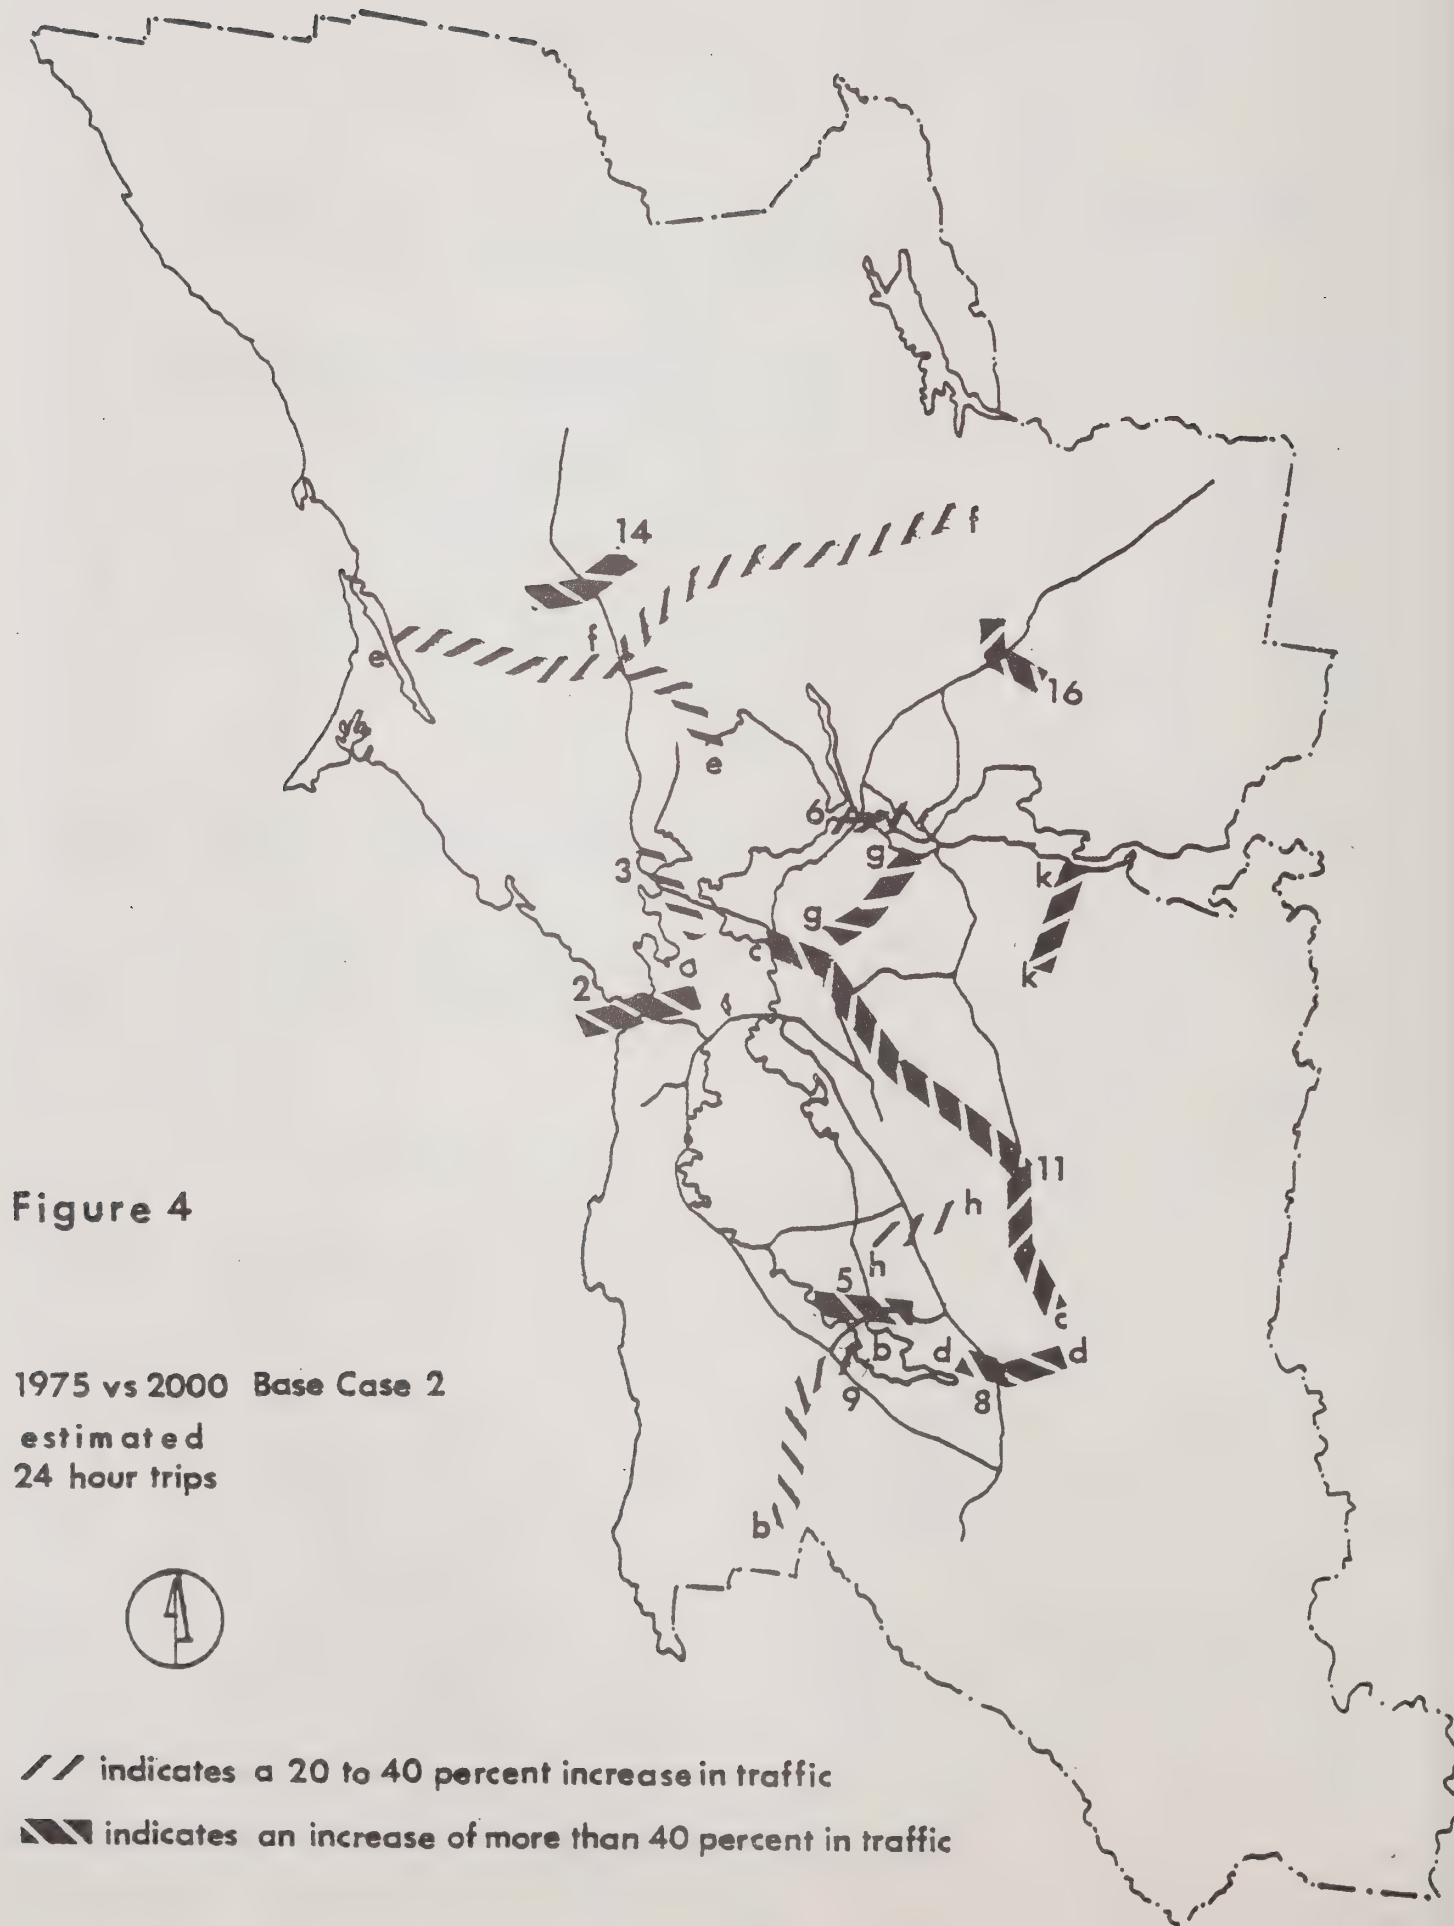 14
f
f
e
16
e
6
g
3
k
g
c
k
2
11
h
Figure 4
h
5
c
b
d
d
1975 vs 2000 Base Case 2
9
8
estimated
24 hour trips
b
// indicates a 20 to 40 percent increase in traffic
indicates an increase of more than 40 percent in traffic